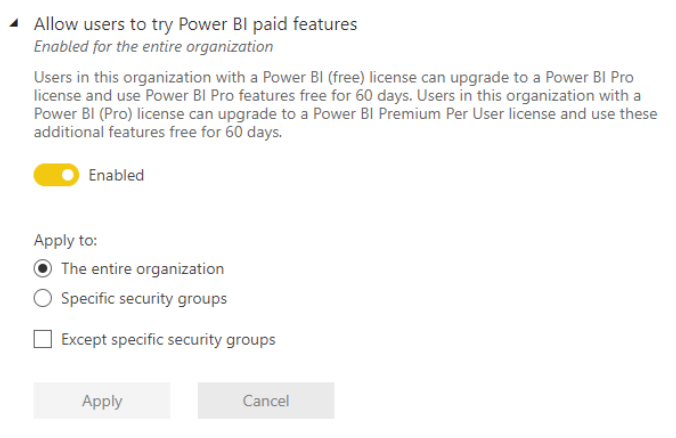 Allow users to try Power BI paid features
Enabled for the entire organization
Users in this organization with a Power BI (free) license can upgrade to a Power BI Pro
license and use Power BI Pro features free for 60 days. Users in this organization with a
Power BI (Pro) license can upgrade to a Power BI Premium Per User license and use these
additional features free for 60 days.
Enabled
Apply to:
The entire organization
Specific security groups
Except specific security groups
Apply Cancel